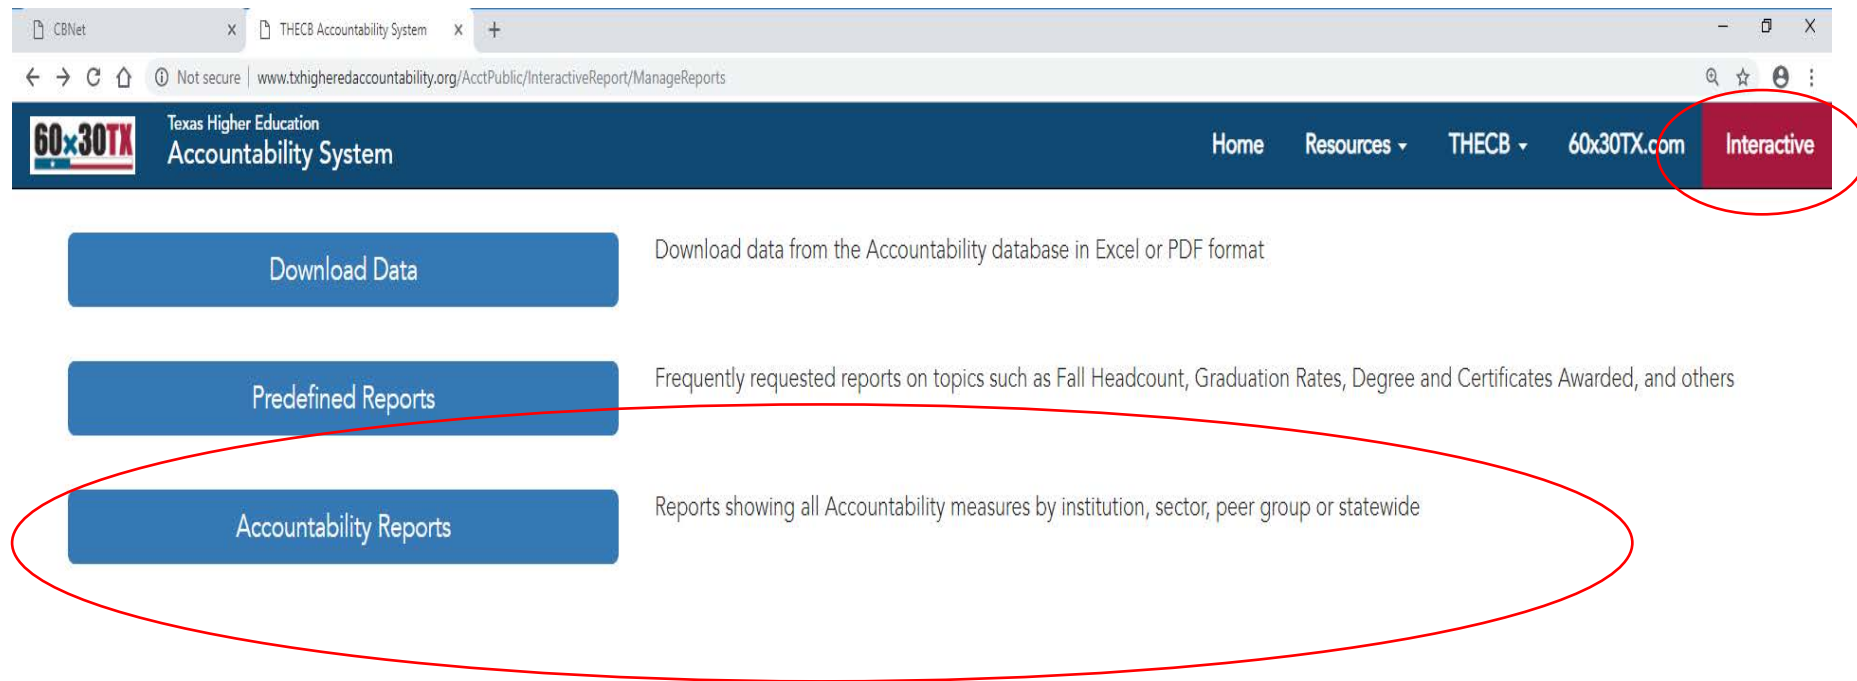 CBNet
THECB Accountability System
Not secure | www.txhigheredaccountability.org/AcctPublic/InteractiveReport/ManageReports
60x30TX
Texas Higher Education
Accountability System
Home
Resources
THECB
60x30TX.com
Interactive
Download Data
Download data from the Accountability database in Excel or PDF format
Predefined Reports
Frequently requested reports on topics such as Fall Headcount, Graduation Rates, Degree and Certificates Awarded, and others
Accountability Reports
Reports showing all Accountability measures by institution, sector, peer group or statewide